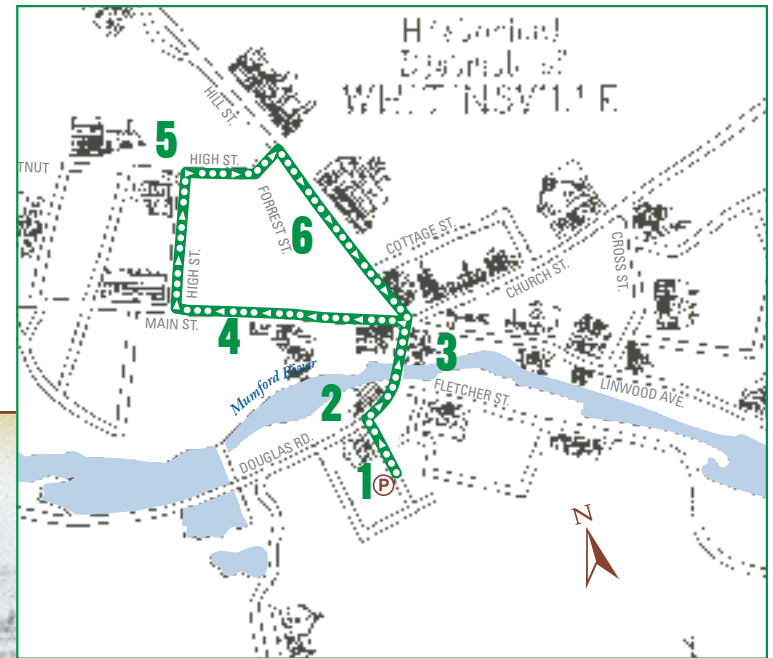 HILL ST.
5
HIGH ST.
TNUT
FORREST ST.
6
COTTAGE ST.
CHURCH ST.
CROSS ST.
HIGH ST.
MAIN ST.
4
3
Mumford River
2
FLETCHER ST.
LINWOOD AVE.
DOUGLAS RD.
1
P
N